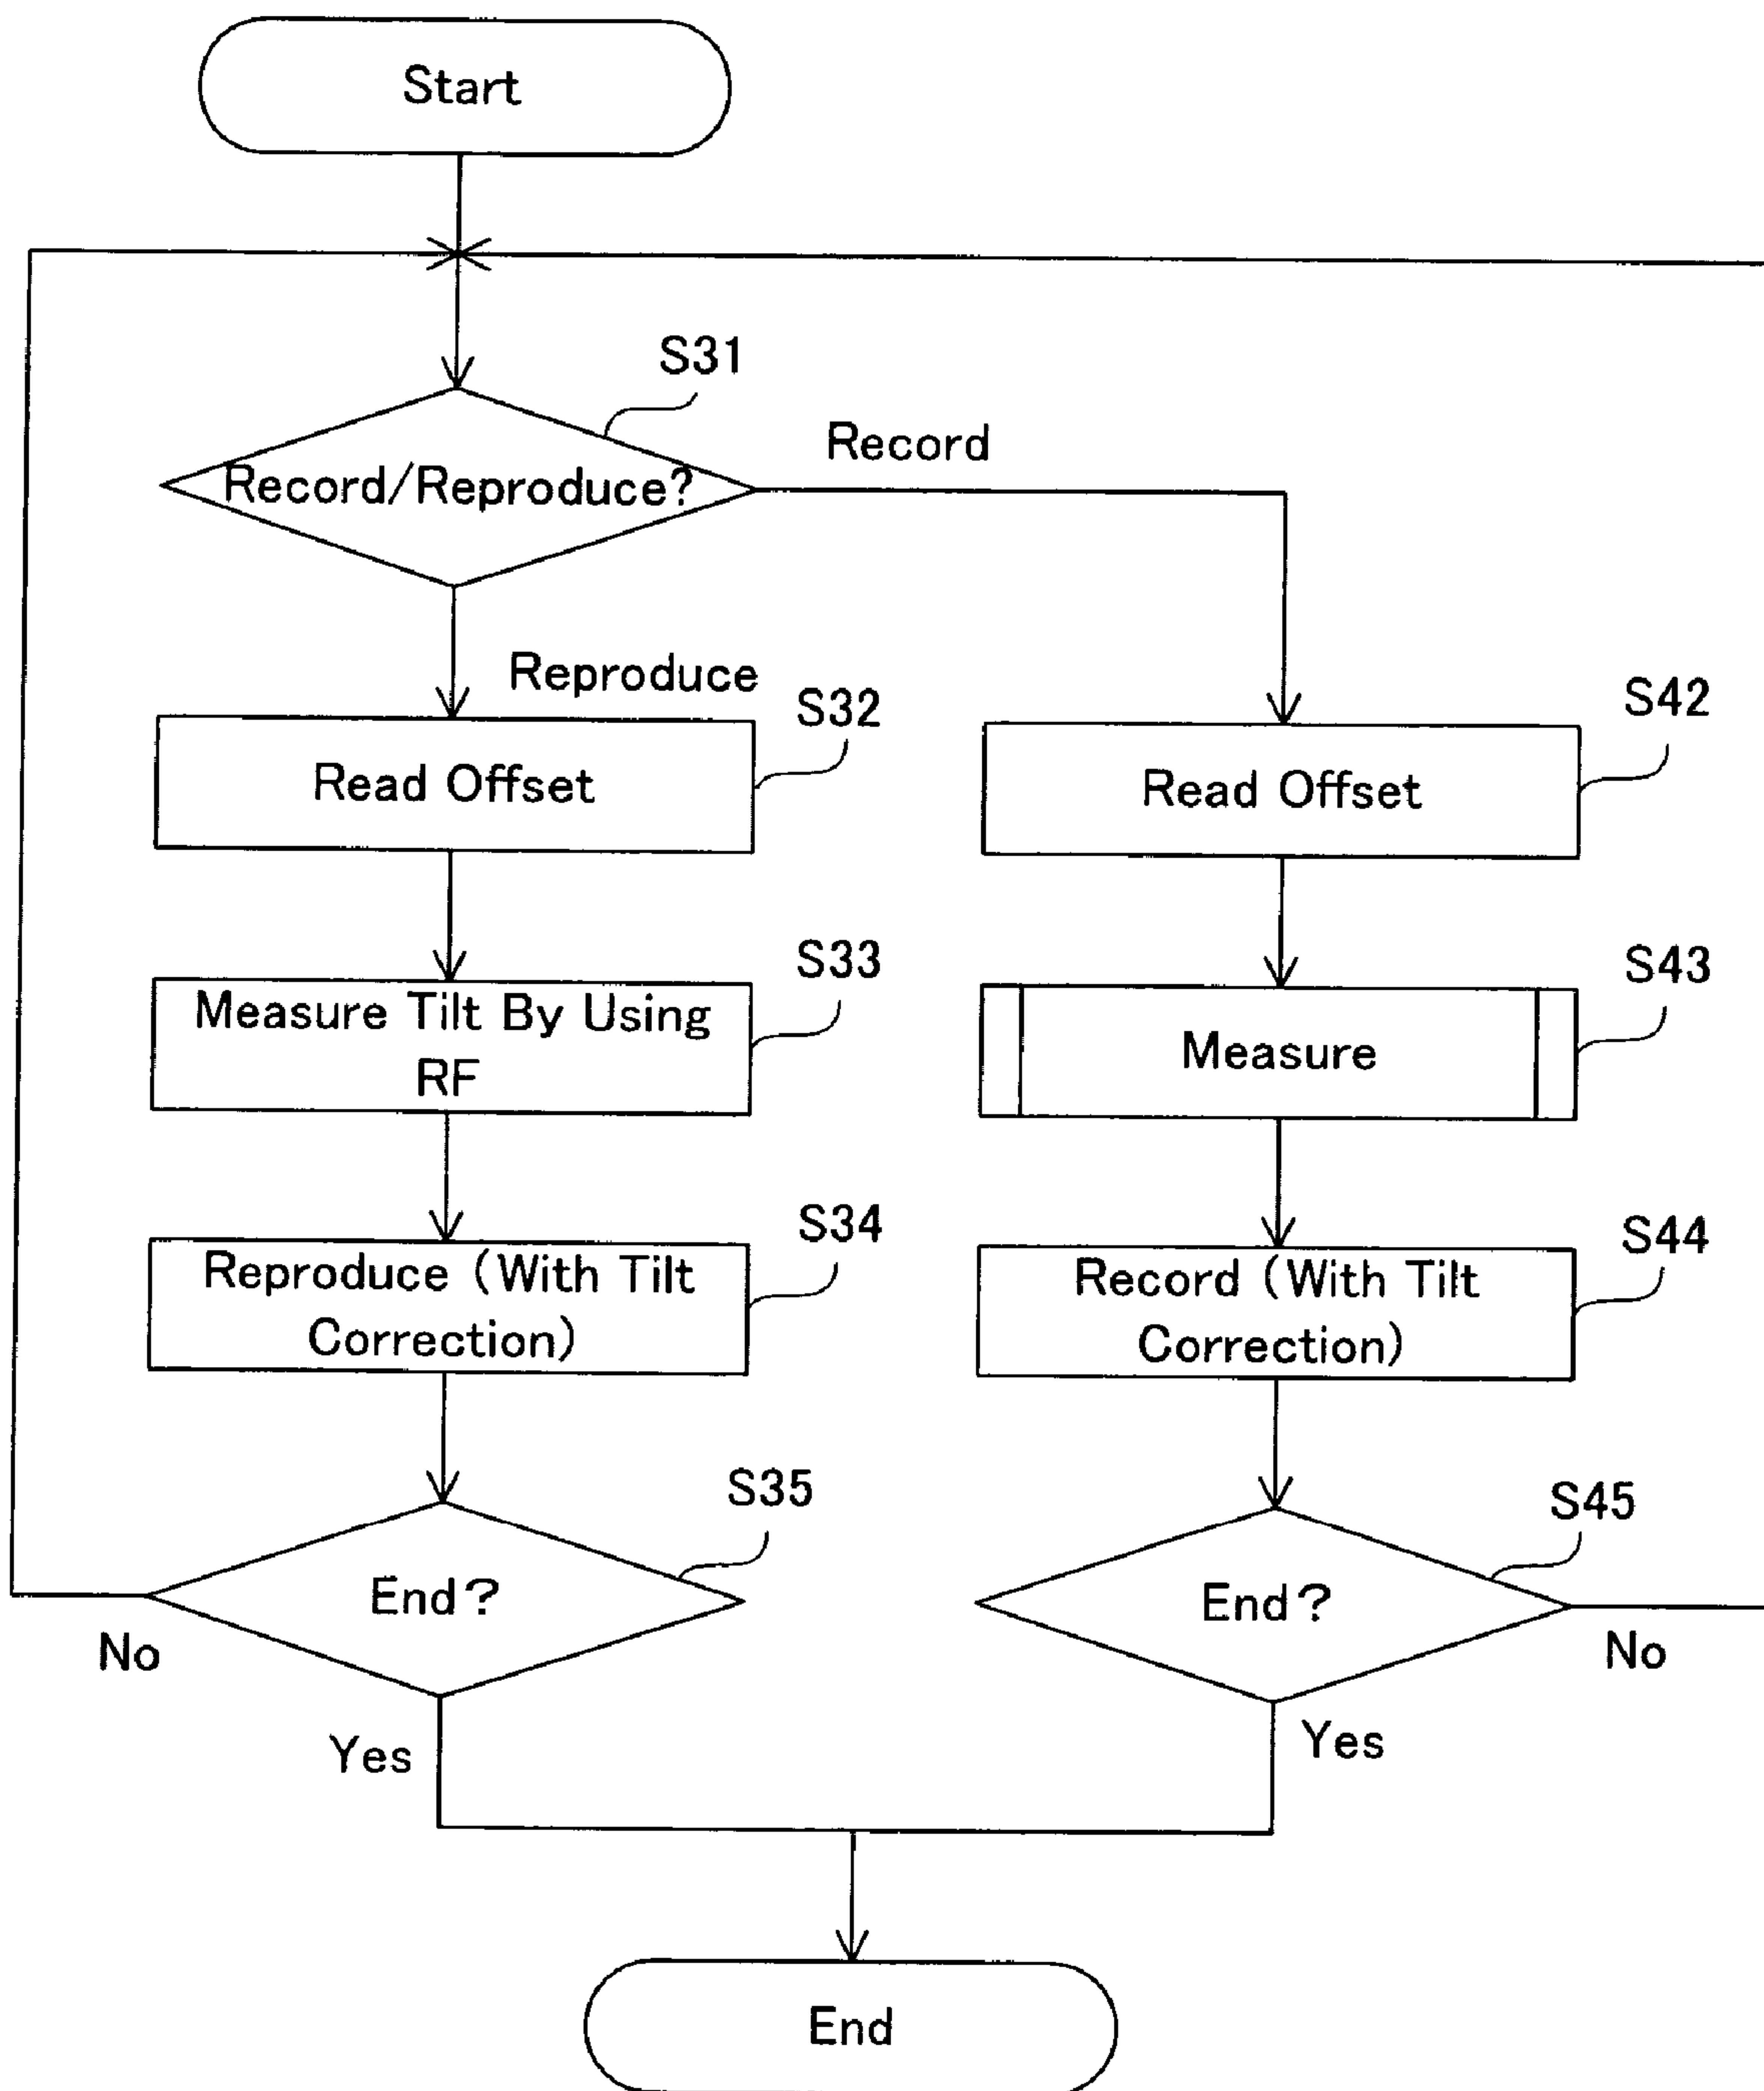 Start
S31
Record/Reproduce?
Record
Reproduce
S32
Read Offset
S42
Read Offset
S33
Measure Tilt By Using
RF
S43
Measure
S34
Reproduce (With Tilt
Correction)
S44
Record (With Tilt
Correction)
S35
End?
No
Yes
S45
End?
No
Yes
End